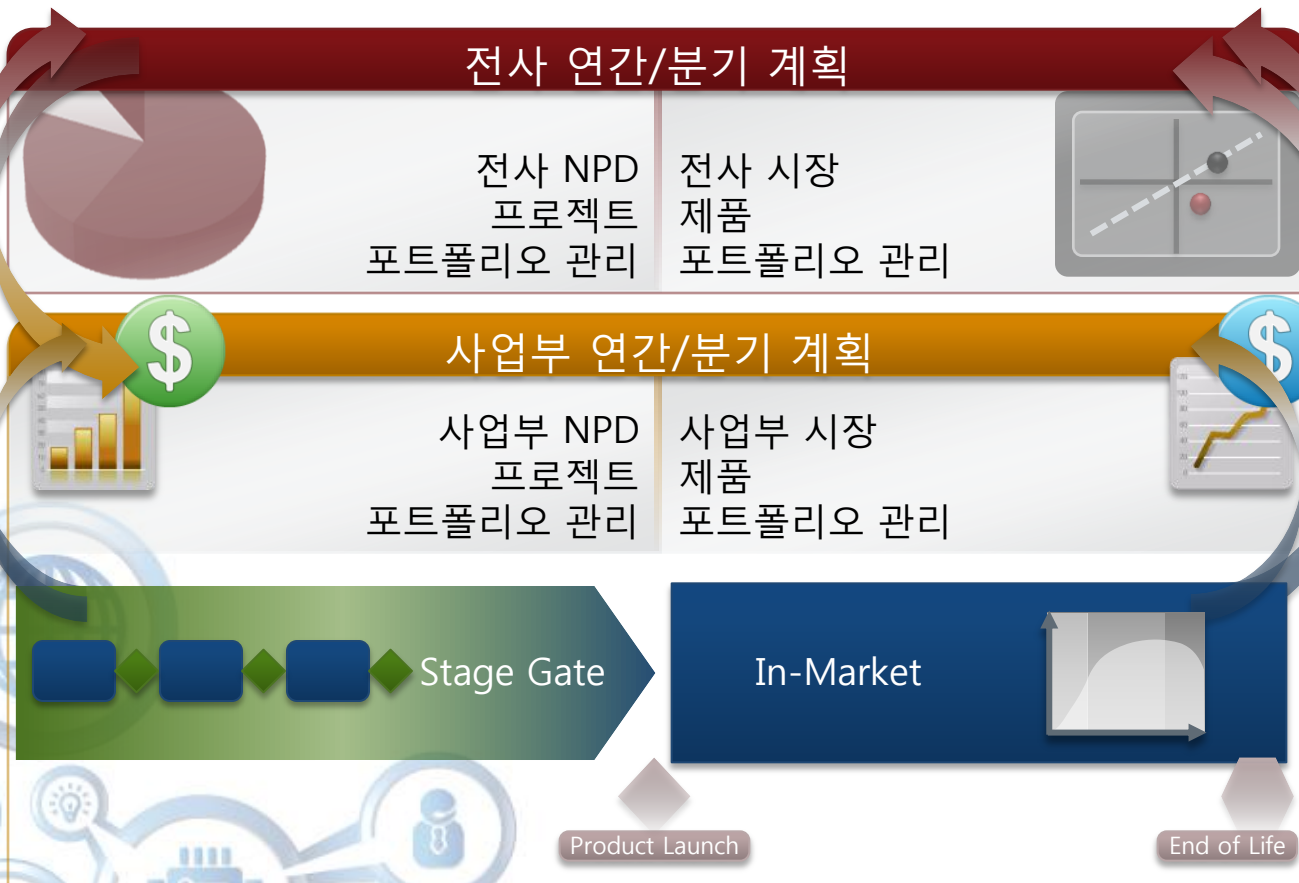 전사 연간/분기 계획
전사 NPD
프로젝트
포트폴리오 관리
전사 시장
제품
포트폴리오 관리
$
$
사업부 연간/분기 계획
사업부 NPD
프로젝트
포트폴리오 관리
사업부 시장
제품
포트폴리오 관리
Stage Gate
In-Market
Product Launch
End of Life